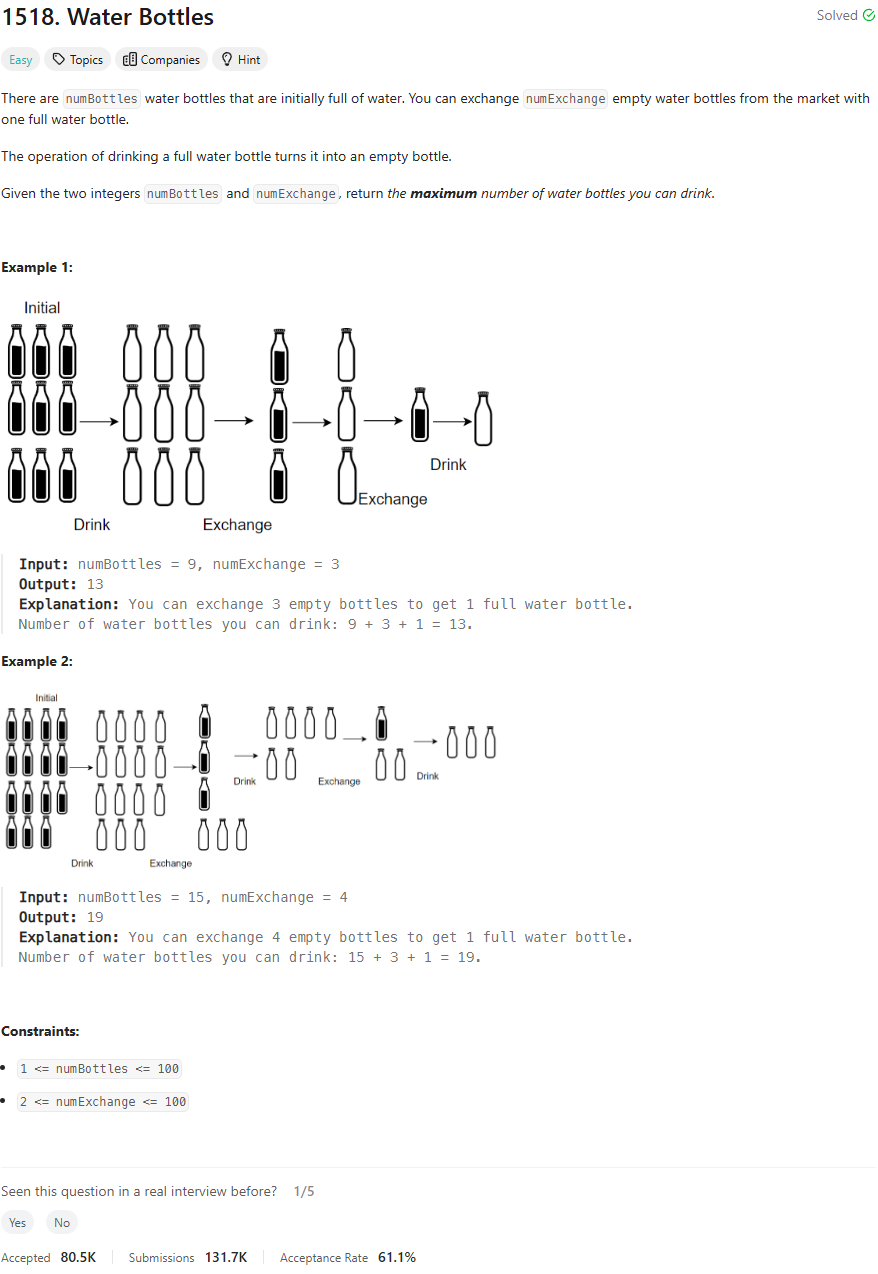 1518. Water Bottles
Solved
Easy Topics Companies Hint
There are numBottles water bottles that are initially full of water. You can exchange numExchange empty water bottles from the market with
one full water bottle.
The operation of drinking a full water bottle turns it into an empty bottle.
Given the two integers numBottles and numExchange, return the maximum number of water bottles you can drink.
Example 1:
Initial
Drink
Exchange
Exchange
Drink
Input: numBottles = 9, numExchange = 3
Output: 13
Explanation: You can exchange 3 empty bottles to get 1 full water bottle.
Number of water bottles you can drink: 9 + 3 + 1 = 13.
Example 2:
Initial
Drink
Exchange
Drink
Exchange
Drink
Input: numBottles = 15, numExchange = 4
Output: 19
Explanation: You can exchange 4 empty bottles to get 1 full water bottle.
Number of water bottles you can drink: 15 + 3 + 1 = 19.
Constraints:
• 1 <= numBottles <= 100
• 2 <= numExchange <= 100
Seen this question in a real interview before? 1/5
Yes No
Accepted 80.5K Submissions 131.7K Acceptance Rate 61.1%